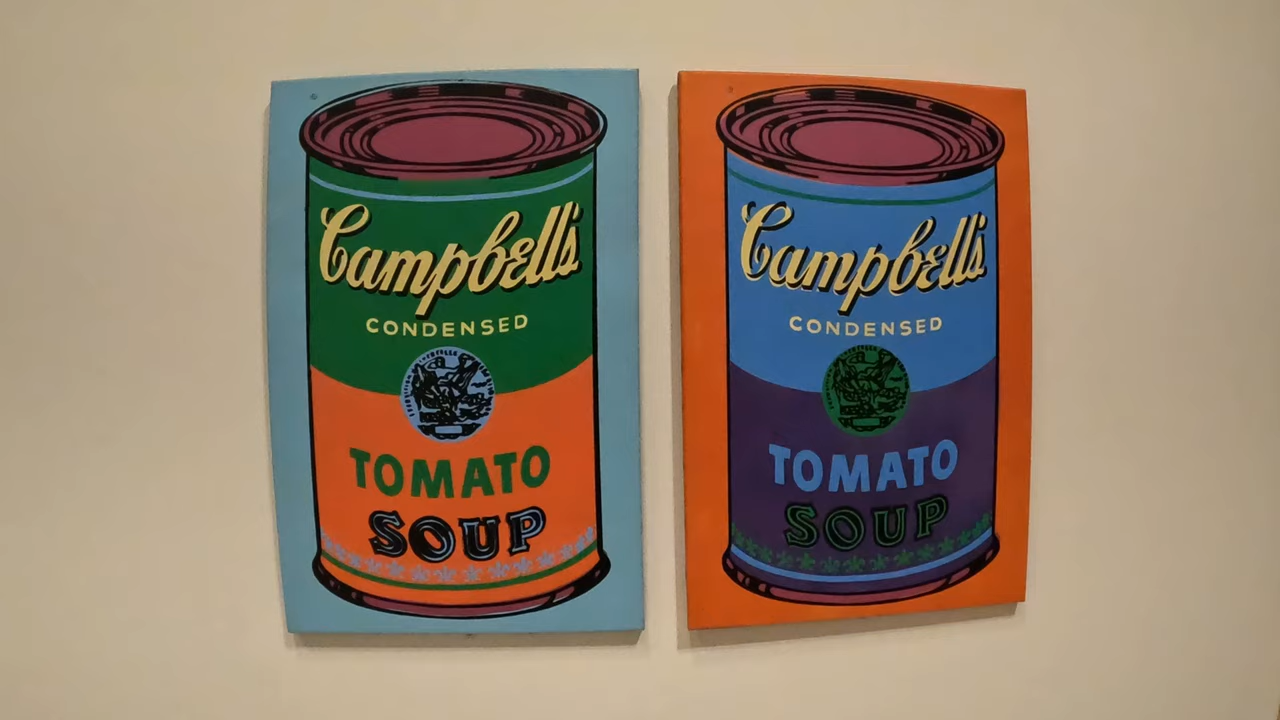 Campbell's
CONDENSED
TOMATO
SOUP
Campbell's
CONDENSED
TOMATO
SOUP